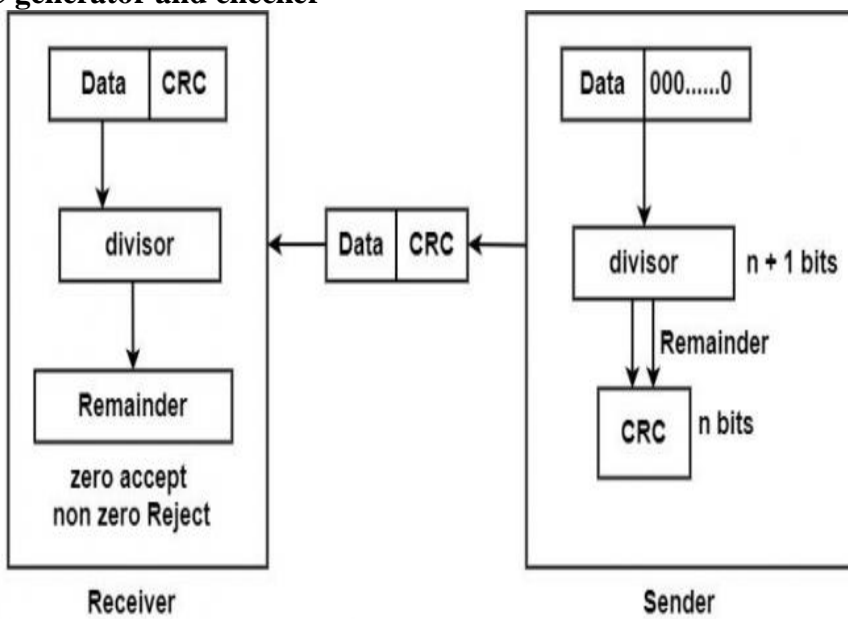 generator and checker
Data CRC
divisor
Remainder
zero accept
non zero Reject
Receiver
Data CRC
Data 000......0
divisor
n + 1 bits
Remainder
CRC
n bits
Sender